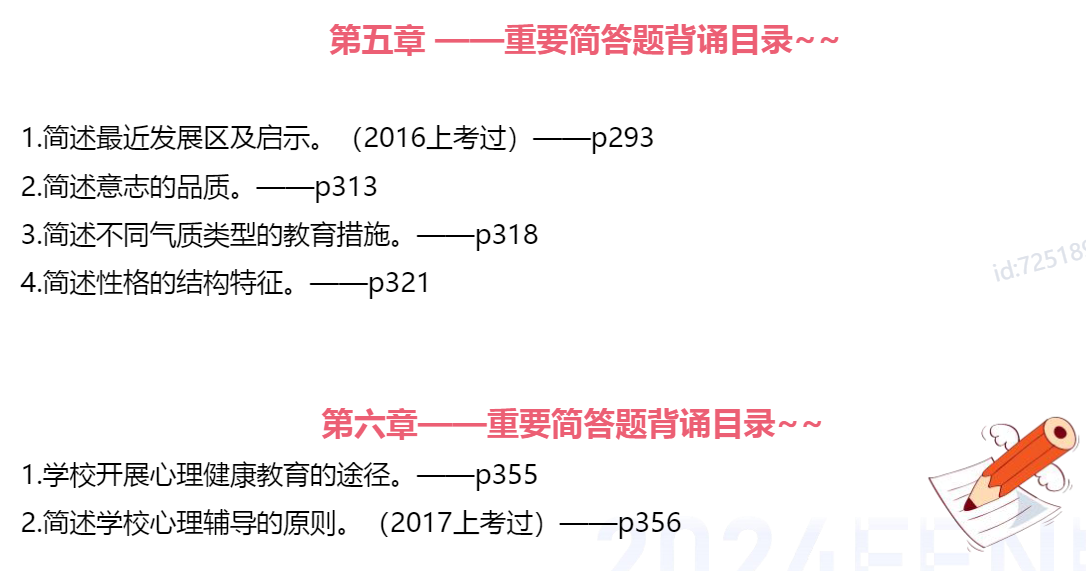 第五章 ——重要简答题背诵目录~~
1.简述最近发展区及启示。（2016上考过）——p293
2.简述意志的品质。——p313
3.简述不同气质类型的教育措施。——p318
4.简述性格的结构特征。——p321
id:725189
第六章——重要简答题背诵目录~~
1.学校开展心理健康教育的途径。——p355
2.简述学校心理辅导的原则。（2017上考过）——p356